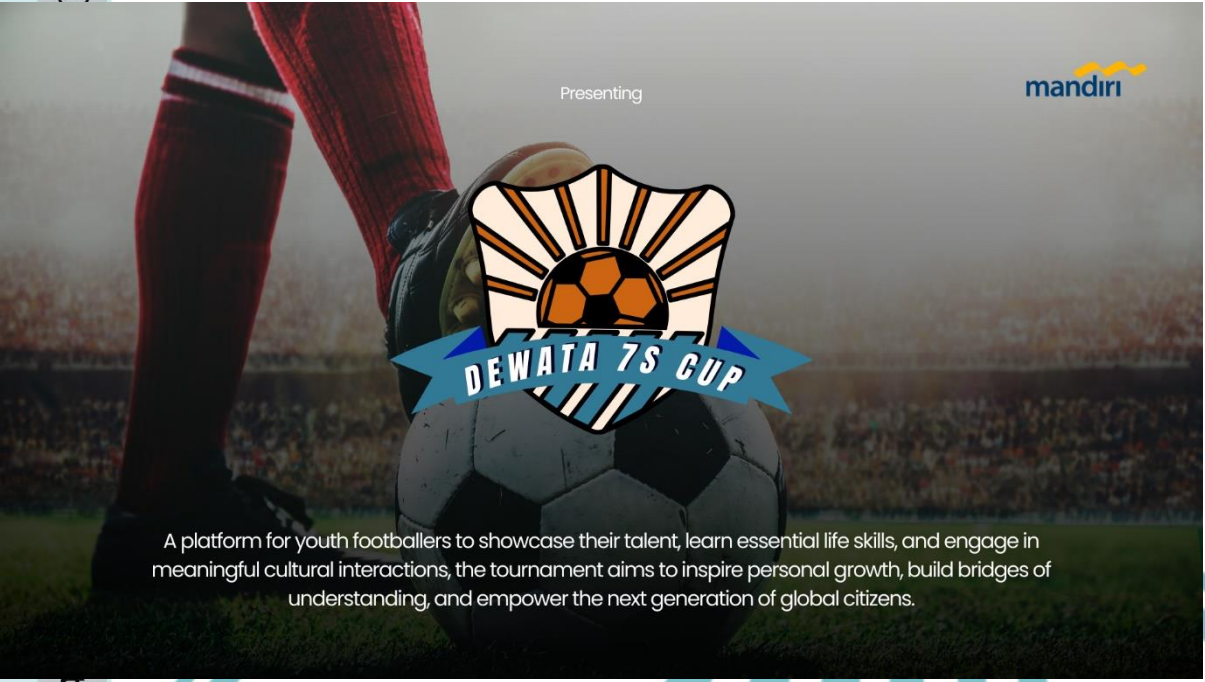 Presenting
mandiri
DEWATA 7S CUP
A platform for youth footballers to showcase their talent, learn essential life skills, and engage in
meaningful cultural interactions, the tournament aims to inspire personal growth, build bridges of
understanding, and empower the next generation of global citizens.